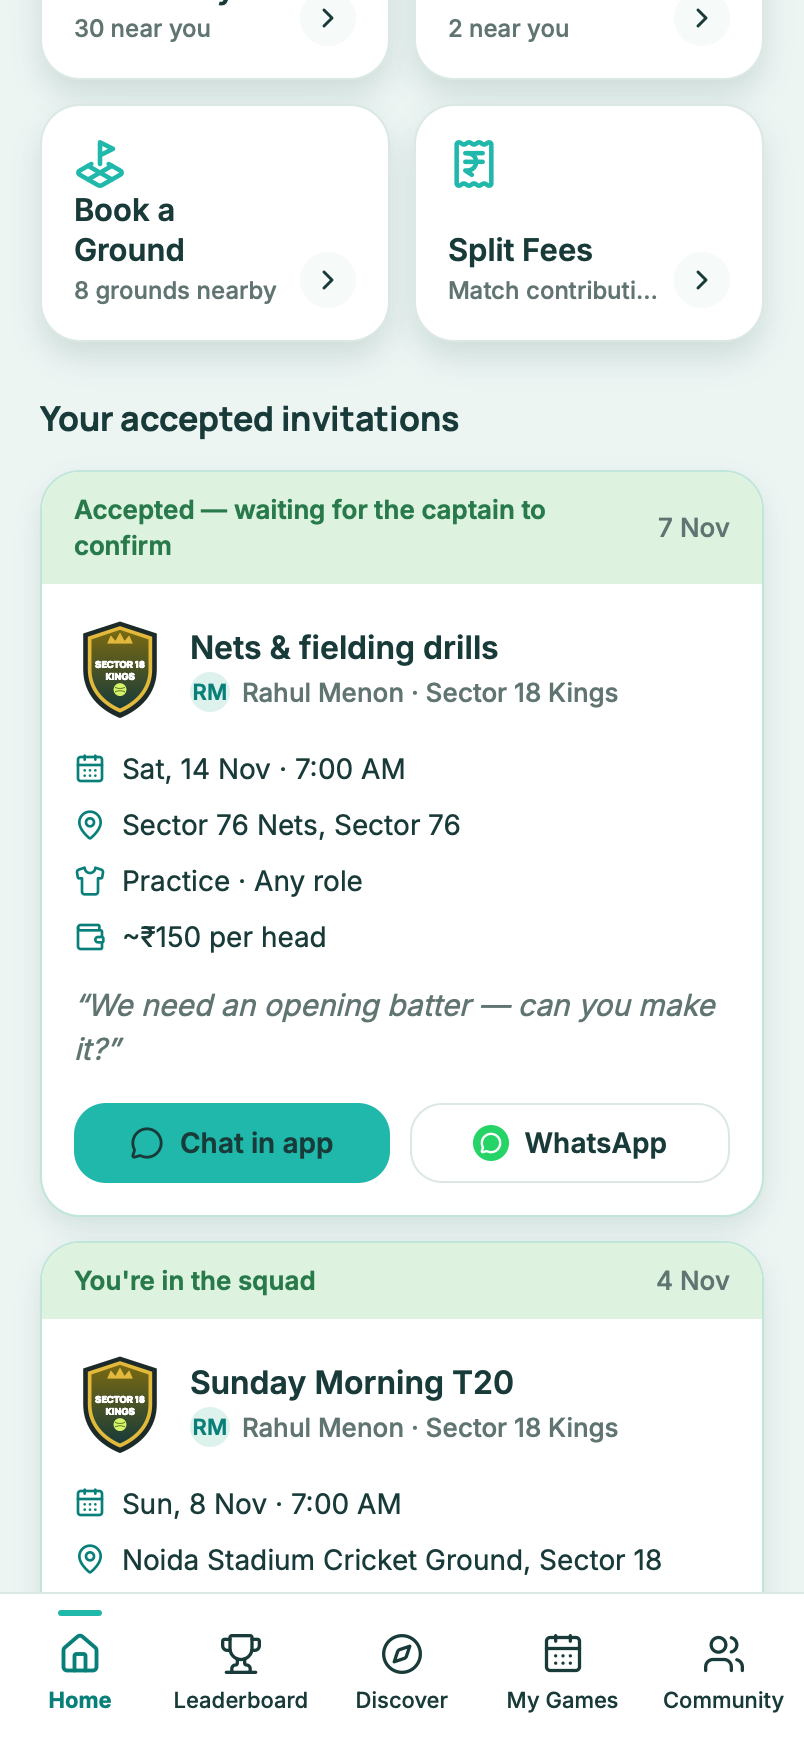 30 near you
2 near you
Book a
Ground
8 grounds nearby
Split Fees
Match contributi...
Your accepted invitations
Accepted — waiting for the captain to
confirm
7 Nov
SECTOR 18
KINGS
Nets & fielding drills
RM Rahul Menon · Sector 18 Kings
Sat, 14 Nov · 7:00 AM
Sector 76 Nets, Sector 76
Practice · Any role
~₹150 per head
“We need an opening batter — can you make
it?”
Chat in app
WhatsApp
You're in the squad
4 Nov
SECTOR 18
KINGS
Sunday Morning T20
RM Rahul Menon · Sector 18 Kings
Sun, 8 Nov · 7:00 AM
Noida Stadium Cricket Ground, Sector 18
Home
Leaderboard
Discover
My Games
Community